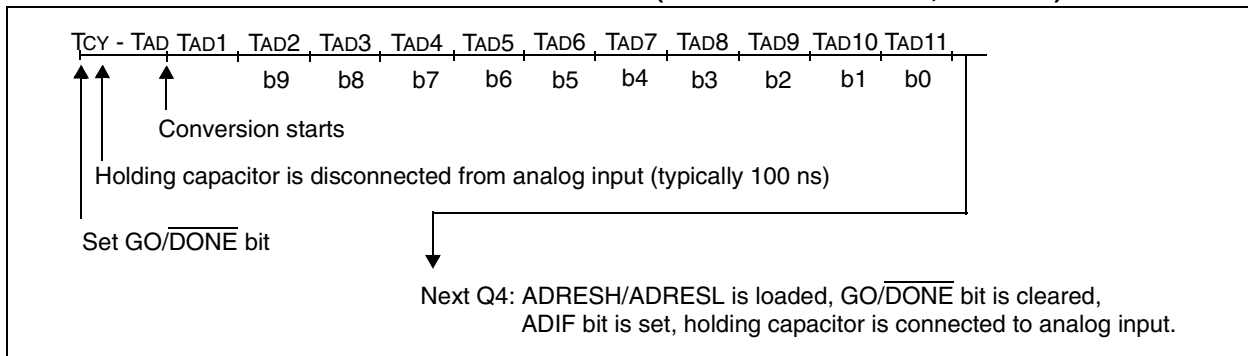 TCY - TAD TAD1 TAD2 TAD3 TAD4 TAD5 TAD6 TAD7 TAD8 TAD9 TAD10 TAD11
b9 b8 b7 b6 b5 b4 b3 b2 b1 b0
Conversion starts
Holding capacitor is disconnected from analog input (typically 100 ns)
Set GO/DONE bit
Next Q4: ADRESH/ADRESL is loaded, GO/DONE bit is cleared,
ADIF bit is set, holding capacitor is connected to analog input.